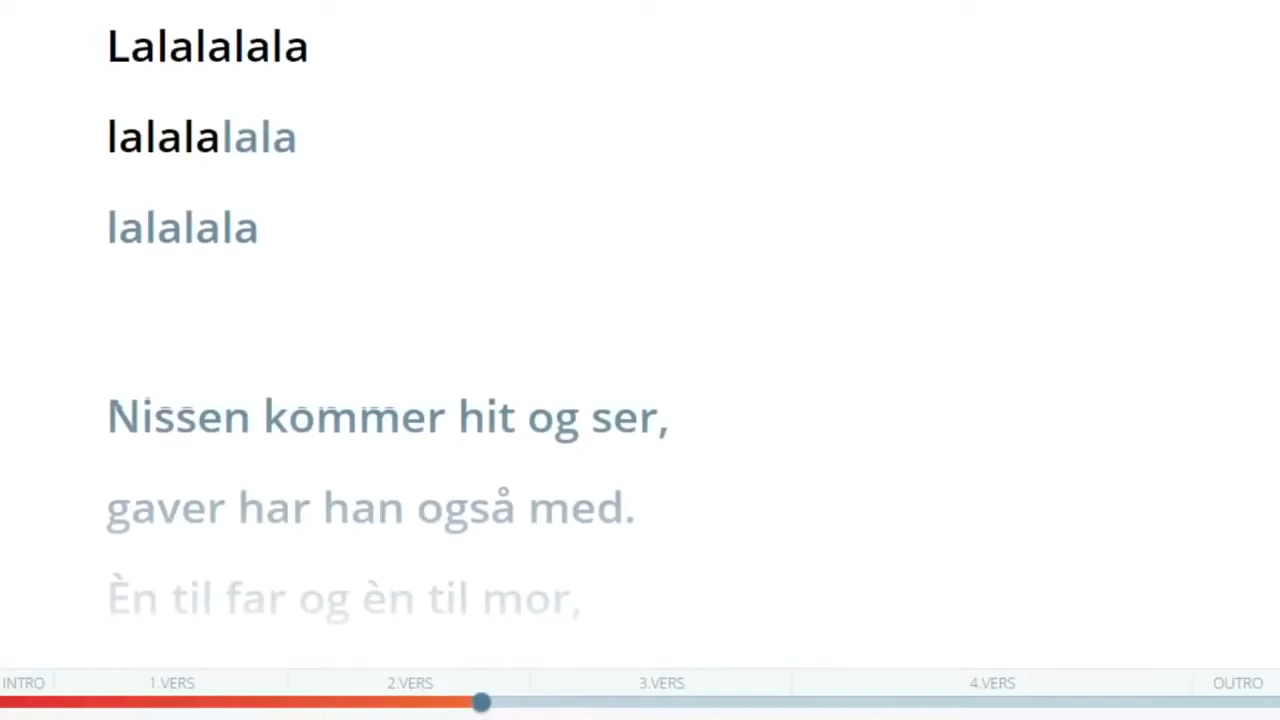 Lalalalala
lalalalala
lalalala
Nissen kommer hit og ser,
gaver har han også med.
Èn til far og èn til mor,
INTRO 1.VERS 2.VERS 3.VERS 4.VERS OUTRO